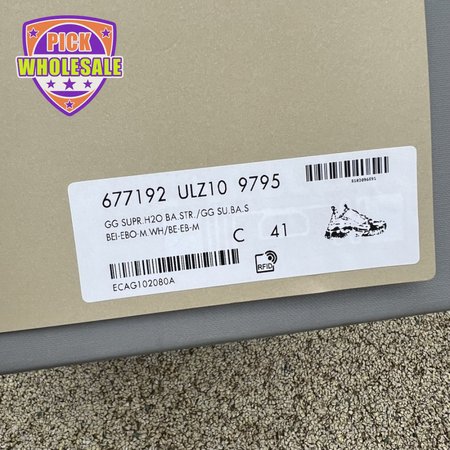 PICK
WHOLESALE
677192 ULZ10 9795
GG SUPR.H2O BA.STR./GG SU.BA.S
BEI-EBO-M.WH/BE-EB-M
C 41
ECAG1020B0A
RFID